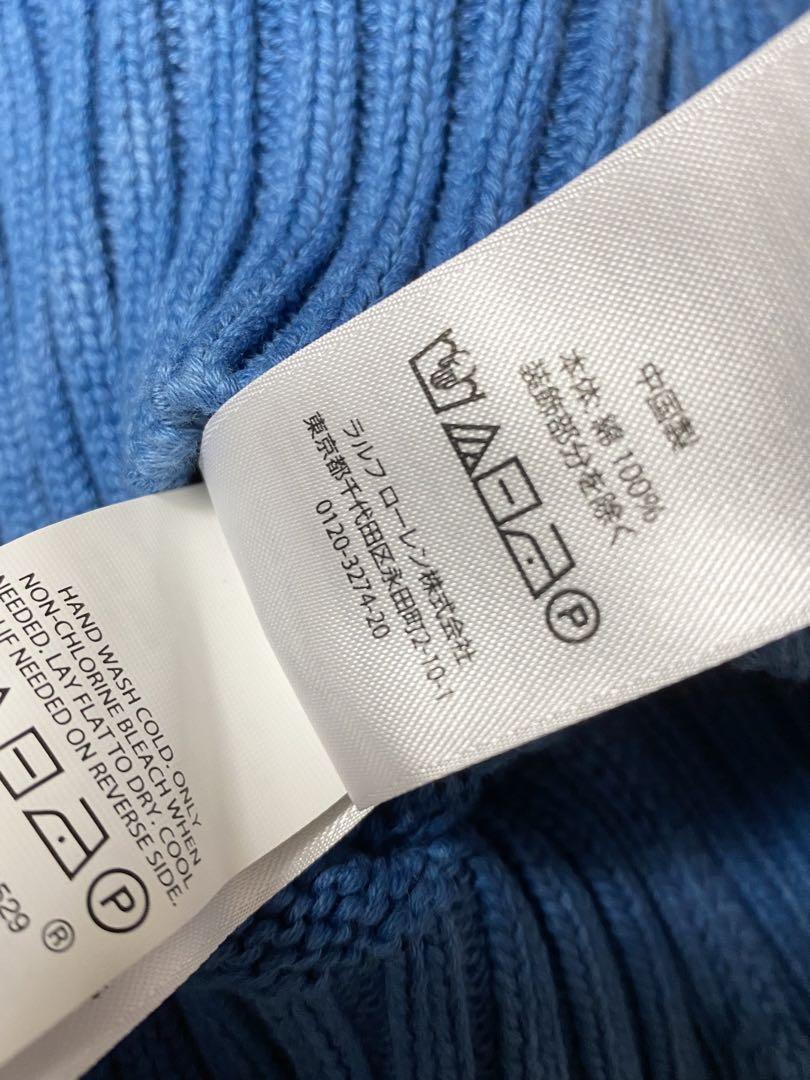 中国製
本体: 綿 100%
装飾部分を除く
P
ラルフ ローレン株式会社
東京都千代田区永田町2-10-1
0120-3274-20
HAND WASH COLD. ONLY
NON-CHLORINE BLEACH WHEN
NEEDED. LAY FLAT TO DRY. COOL
IF NEEDED ON REVERSE SIDE.
P
529 ®